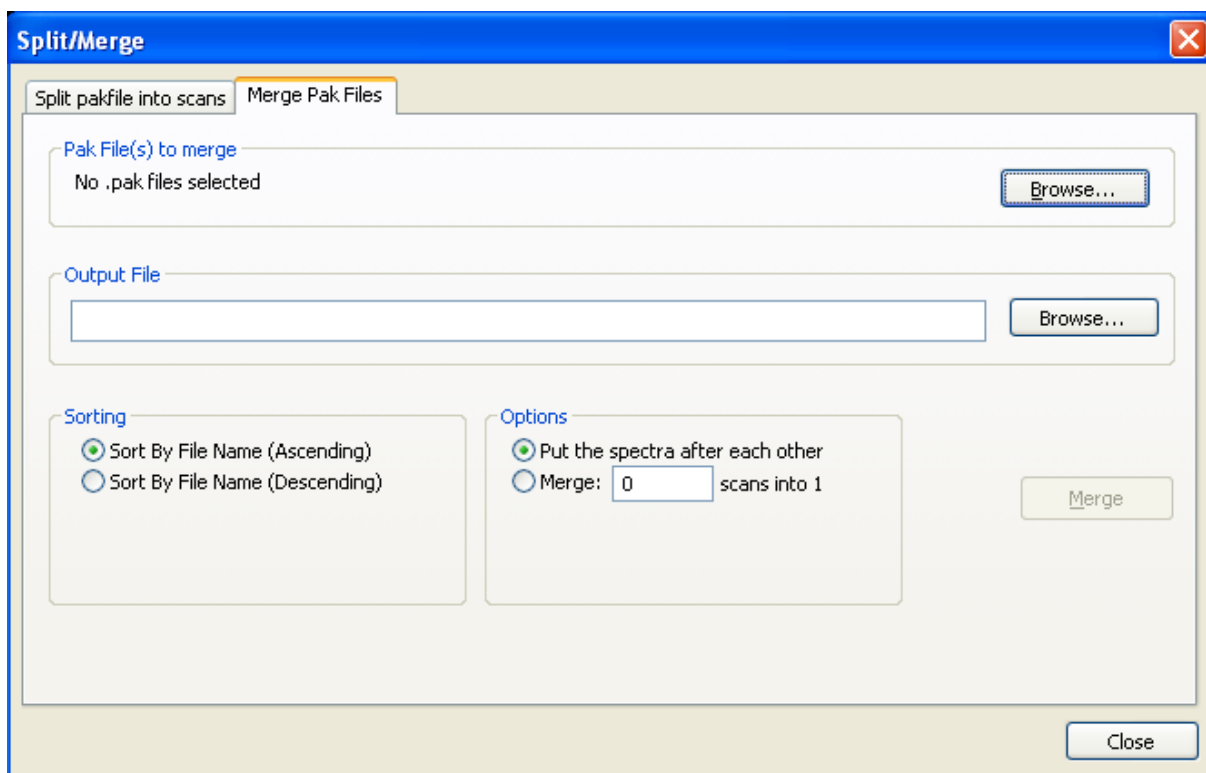 Split/Merge
Split pakfile into scans
Merge Pak Files
Pak File(s) to merge
No .pak files selected
Browse...
Output File
Browse...
Sorting
Sort By File Name (Ascending)
Sort By File Name (Descending)
Options
Put the spectra after each other
Merge: 0 scans into 1
Merge
Close